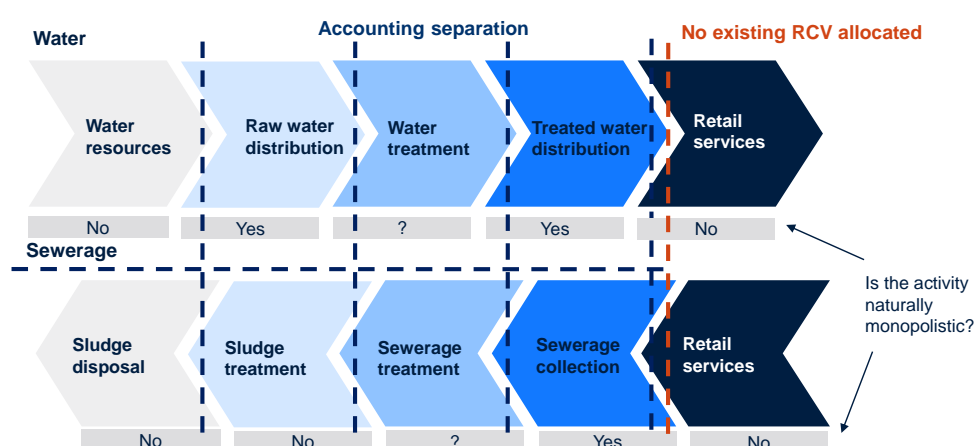 Accounting separation
No existing RCV allocated
Water
Water
resources
Raw water
distribution
Water
treatment
Treated water
distribution
Retail
services
No
Yes
?
Yes
No
Sewerage
Is the activity
naturally
monopolistic?
Sludge
disposal
Sludge
treatment
Sewerage
treatment
Sewerage
collection
Retail
services
No
No
?
Yes
No